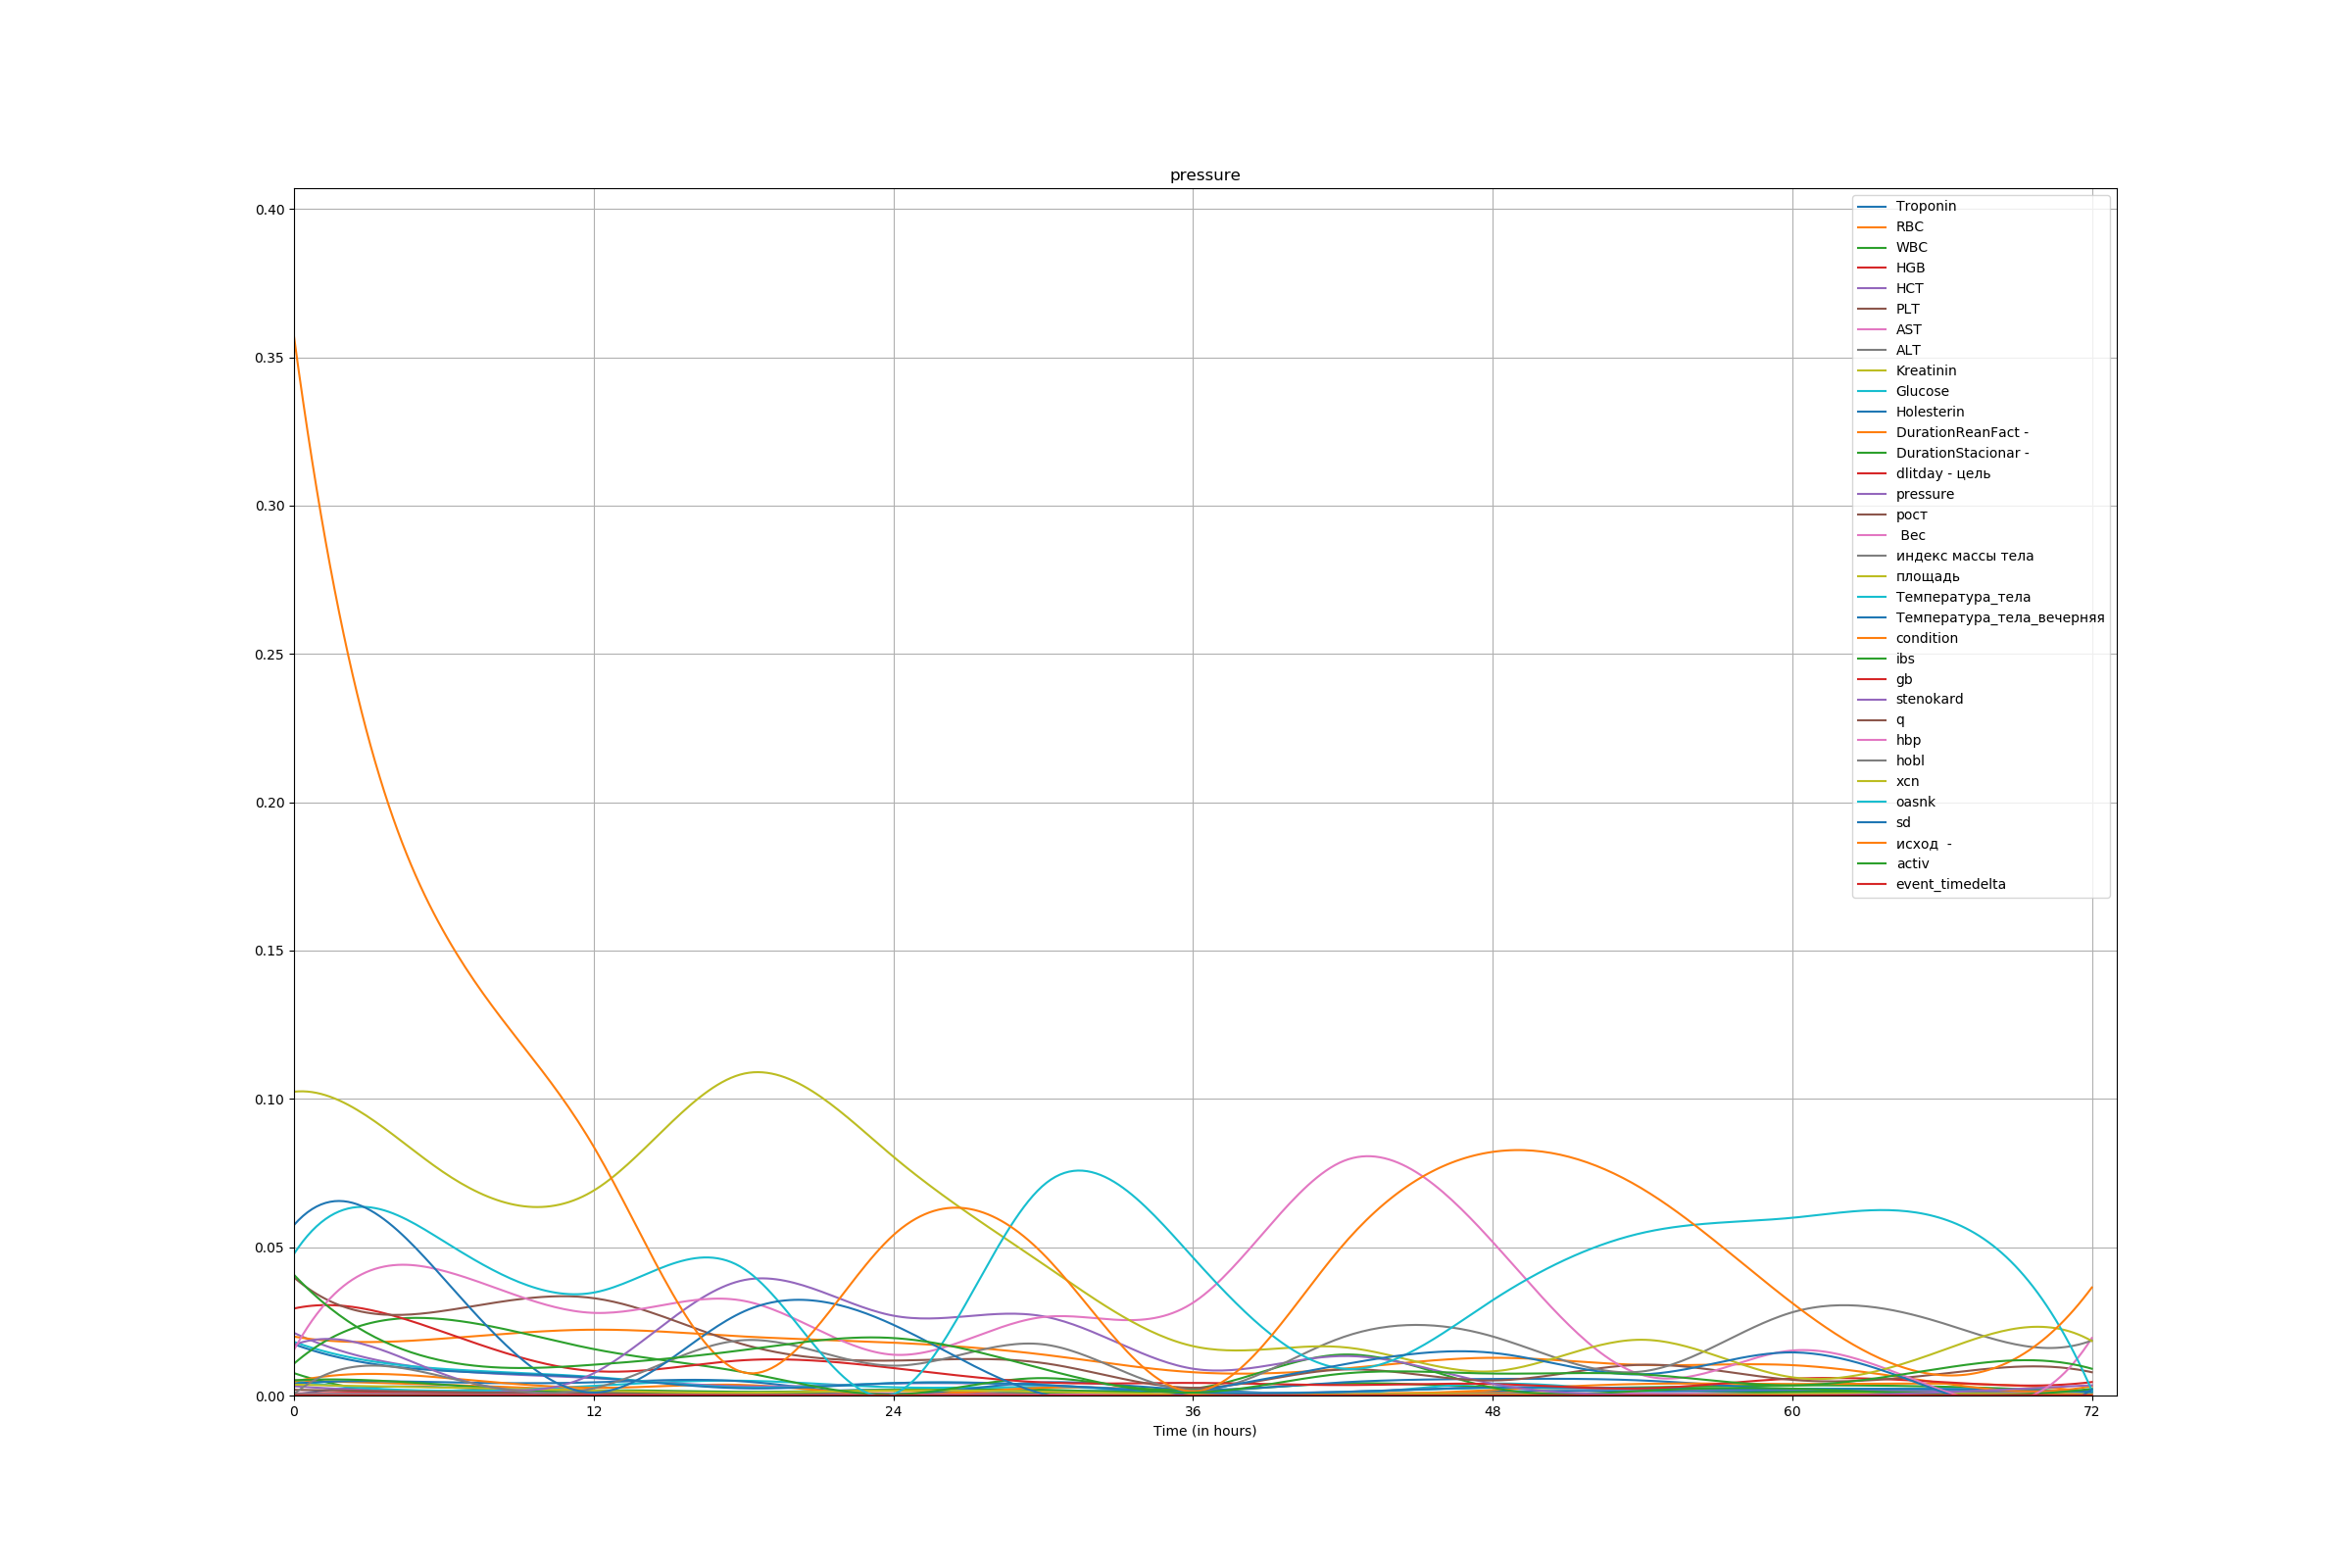 pressure
0.40
0.35
0.30
0.25
0.20
0.15
0.10
0.05
0.00
Troponin
RBC
WBC
HGB
HCT
PLT
AST
ALT
Kreatinin
Glucose
Holesterin
DurationReanFact -
DurationStacionar -
dlitday - цель
pressure
рост
Вес
индекс массы тела
площадь
Температура_тела
Температура_тела_вечерняя
condition
ibs
gb
stenokard
q
hbp
hobl
xcn
oasnk
sd
исход  -
activ
event_timedelta
0 12 24 36 48 60 72
Time (in hours)